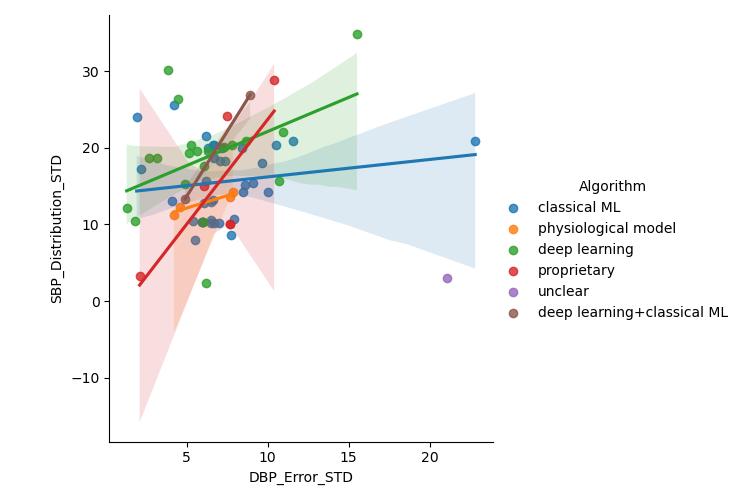 30
20
10
0
−10
SBP_Distribution_STD
5
10
15
20
DBP_Error_STD
Algorithm
classical ML
physiological model
deep learning
proprietary
unclear
deep learning+classical ML